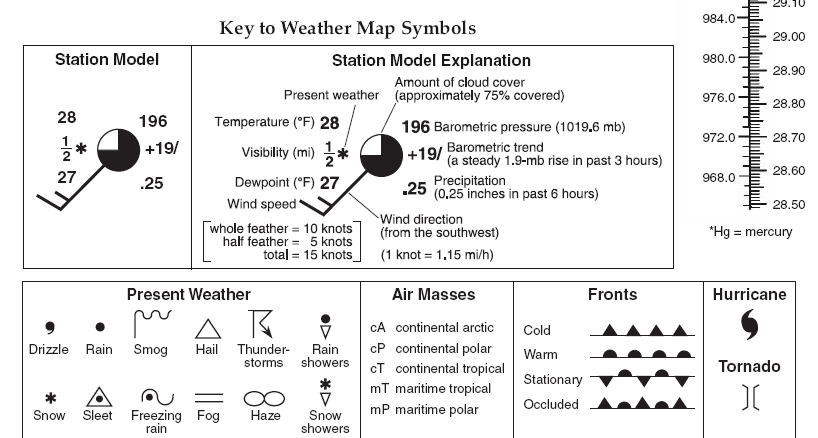 Key to Weather Map Symbols
Station Model
28
196
1/2
+19/
27
.25
Station Model Explanation
Amount of cloud cover
(approximately 75% covered)
Present weather
Temperature (°F) 28
196 Barometric pressure (1019.6 mb)
Visibility (mi) 1/2
+19/ Barometric trend
(a steady 1.9-mb rise in past 3 hours)
Dewpoint (°F) 27
.25 Precipitation
(0.25 inches in past 6 hours)
Wind speed
whole feather = 10 knots
half feather = 5 knots
total = 15 knots
Wind direction
(from the southwest)
(1 knot = 1.15 mi/h)
29.10
984.0
29.00
980.0
28.90
976.0
28.80
972.0
28.70
28.60
968.0
28.50
*Hg = mercury
Present Weather
Drizzle
Rain
Smog
Hail
Thunder-
storms
Rain
showers
Snow
Sleet
Freezing
rain
Fog
Haze
Snow
showers
Air Masses
cA continental arctic
cP continental polar
cT continental tropical
mT maritime tropical
mP maritime polar
Fronts
Cold
Warm
Stationary
Occluded
Hurricane
Tornado